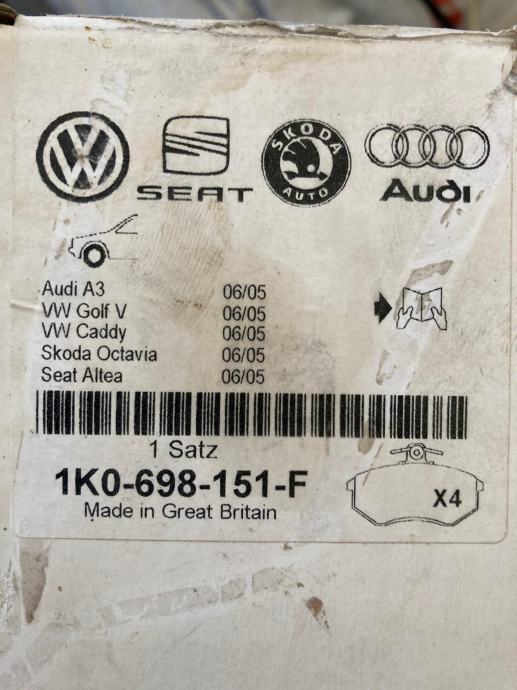 VW
SEAT
SKODA
AUTO
Audi
Audi A3 06/05
VW Golf V 06/05
VW Caddy 06/05
Skoda Octavia 06/05
Seat Altea 06/05
1 Satz
1K0-698-151-F
Made in Great Britain
X4